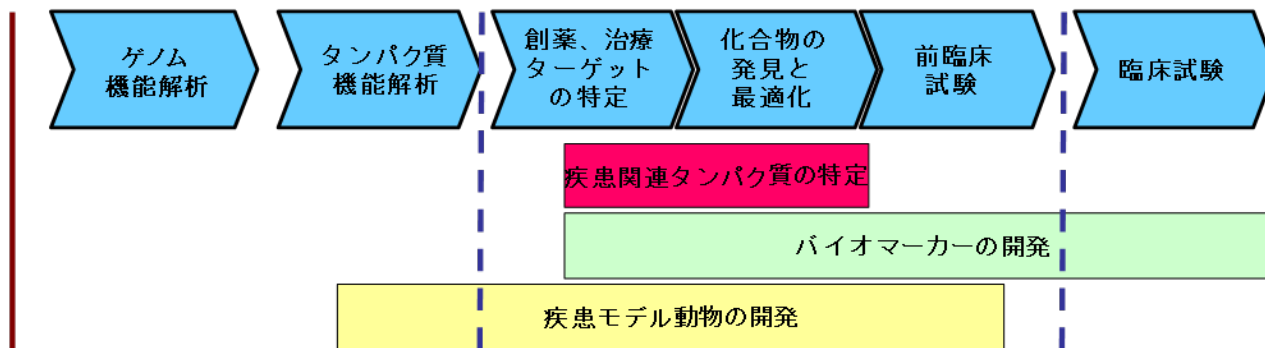 ゲノム
機能解析
タンパク質
機能解析
創薬、治療
ターゲット
の特定
化合物の
発見と
最適化
前臨床
試験
臨床試験
疾患関連タンパク質の特定
バイオマーカーの開発
疾患モデル動物の開発